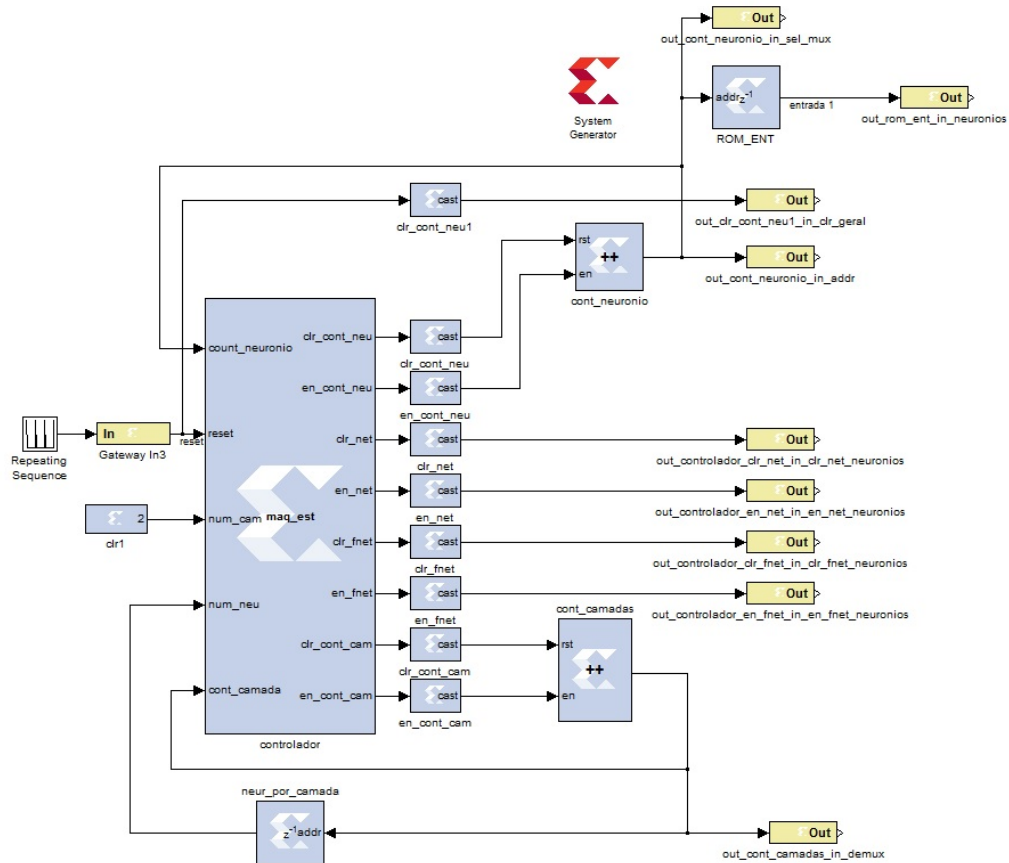 Out
out_cont_neuronio_in_sel_mux
System
Generator
addr z⁻¹
entrada 1
ROM_ENT
Out
out_rom_ent_in_neuronios
cast
clr_cont_neu1
Out
out_clr_cont_neu1_in_clr_geral
rst
++
en
cont_neuronio
Out
out_cont_neuronio_in_addr
count_neuronio
clr_cont_neu
cast
clr_cont_neu
en_cont_neu
cast
en_cont_neu
Repeating
Sequence
In
Gateway In3
reset
reset
clr_net
cast
clr_net
Out
out_controlador_clr_net_in_clr_net_neuronios
2
clr1
num_cam
maq_est
en_net
cast
en_net
Out
out_controlador_en_net_in_en_net_neuronios
clr_fnet
cast
clr_fnet
Out
out_controlador_clr_fnet_in_clr_fnet_neuronios
num_neu
en_fnet
cast
en_fnet
Out
out_controlador_en_fnet_in_en_fnet_neuronios
cont_camadas
clr_cont_cam
cast
clr_cont_cam
rst
++
en
cont_camada
en_cont_cam
cast
en_cont_cam
controlador
neur_por_camada
z⁻¹ addr
Out
out_cont_camadas_in_demux